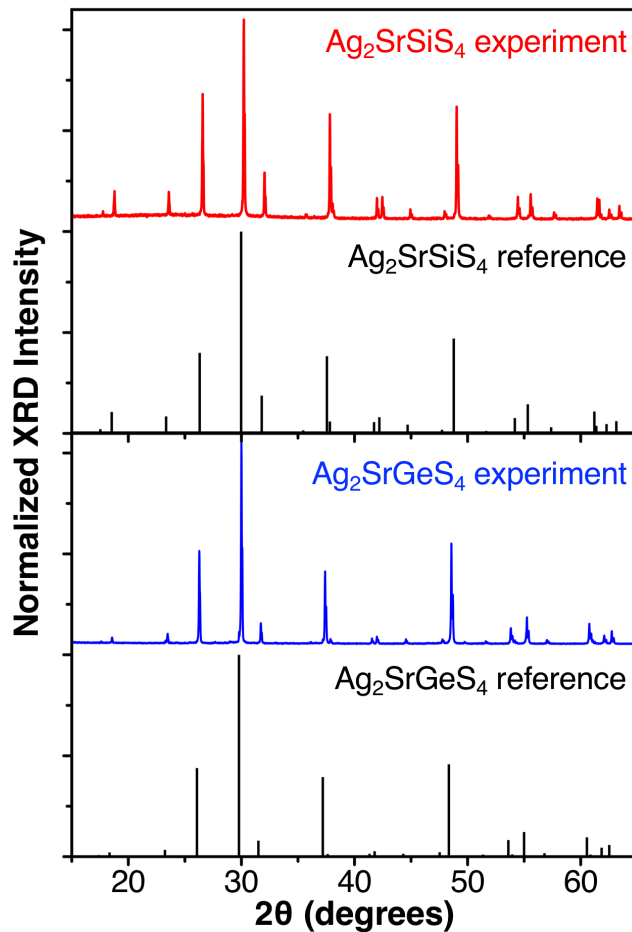 Ag₂SrSiS₄ experiment
Ag₂SrSiS₄ reference
Ag₂SrGeS₄ experiment
Ag₂SrGeS₄ reference
Normalized XRD Intensity
20 30 40 50 60
2θ (degrees)